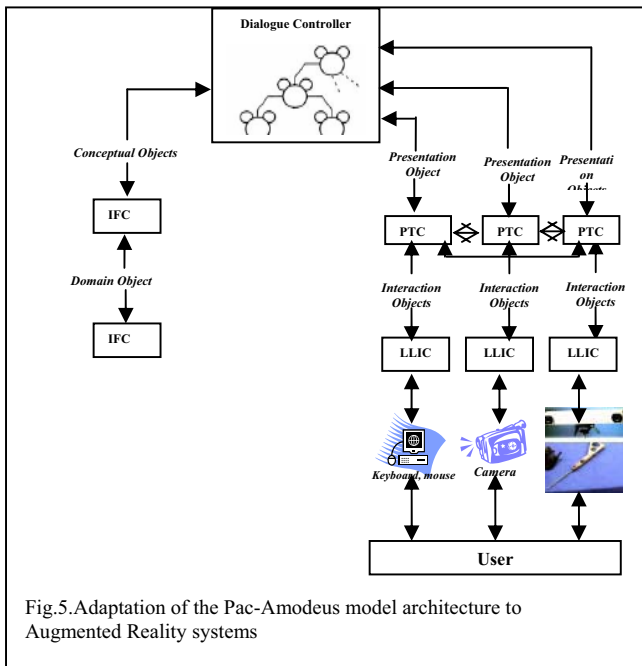 Dialogue Controller
Conceptual Objects
Presentation
Object
Presentation
Object
Presentati
on
Objects
IFC
PTC
PTC
PTC
Domain Object
Interaction
Objects
Interaction
Objects
Interaction
Objects
IFC
LLIC
LLIC
LLIC
Keyboard, mouse
Camera
User
Fig.5.Adaptation of the Pac-Amodeus model architecture to
Augmented Reality systems